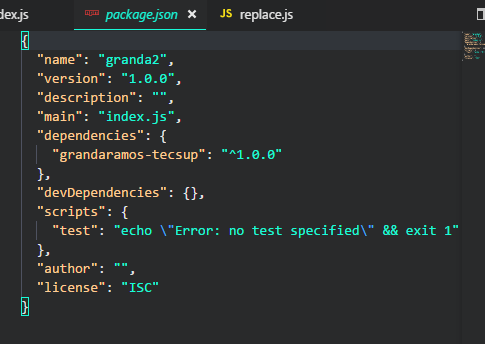 dex.js
package.json ×
JS replace.js
{
"name": "granda2",
"version": "1.0.0",
"description": "",
"main": "index.js",
"dependencies": {
"grandaramos-tecsup": "^1.0.0"
},
"devDependencies": {},
"scripts": {
"test": "echo \"Error: no test specified\" && exit 1"
},
"author": "",
"license": "ISC"
}